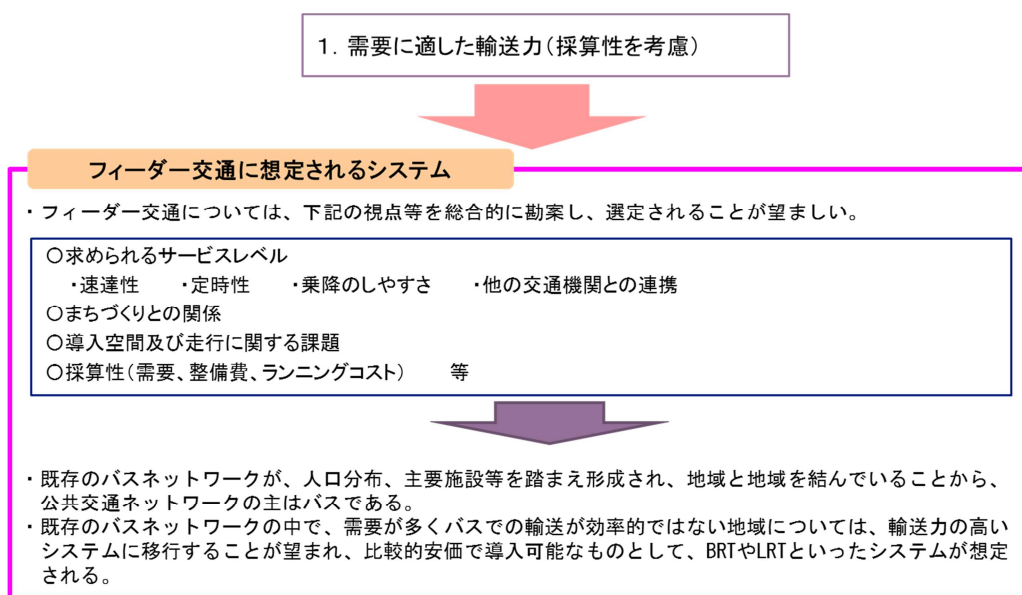 １．需要に適した輸送力（採算性を考慮）
フィーダー交通に想定されるシステム
・フィーダー交通については、下記の視点等を総合的に勘案し、選定されることが望ましい。
〇求められるサービスレベル
・速達性　　・定時性　　・乗降のしやすさ　　・他の交通機関との連携
〇まちづくりとの関係
〇導入空間及び走行に関する課題
〇採算性（需要、整備費、ランニングコスト）　　等
・既存のバスネットワークが、人口分布、主要施設等を踏まえ形成され、地域と地域を結んでいることから、
公共交通ネットワークの主はバスである。
・既存のバスネットワークの中で、需要が多くバスでの輸送が効率的ではない地域については、輸送力の高い
システムに移行することが望まれ、比較的安価で導入可能なものとして、BRTやLRTといったシステムが想定
される。